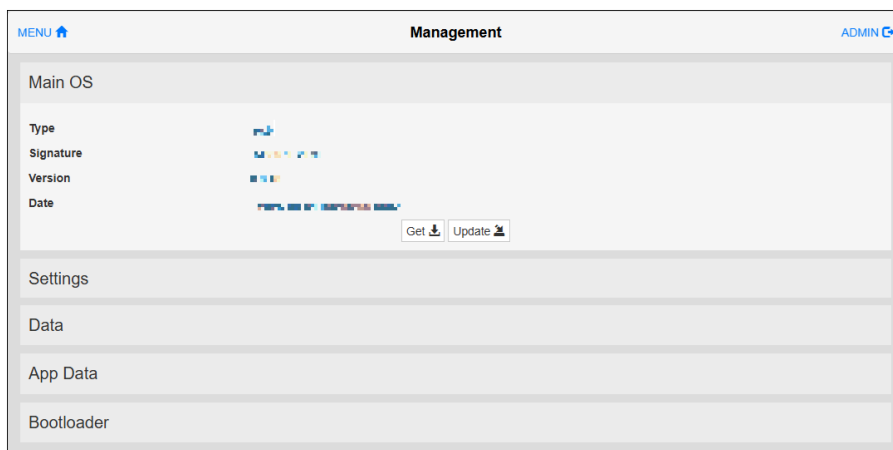 MENU Management ADMIN
Main OS
Type
Signature
Version
Date
Get Update
Settings
Data
App Data
Bootloader